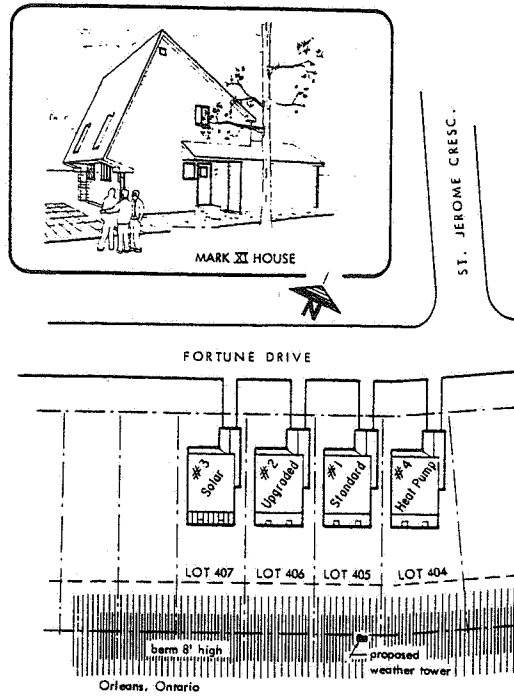 MARK XI HOUSE
ST. JEROME CRESC.
N
FORTUNE DRIVE
#3
Solar
#2
Upgraded
#1
Standard
#4
Heat Pump
LOT 407
LOT 406
LOT 405
LOT 404
berm 8' high
proposed
weather tower
Orleans, Ontario